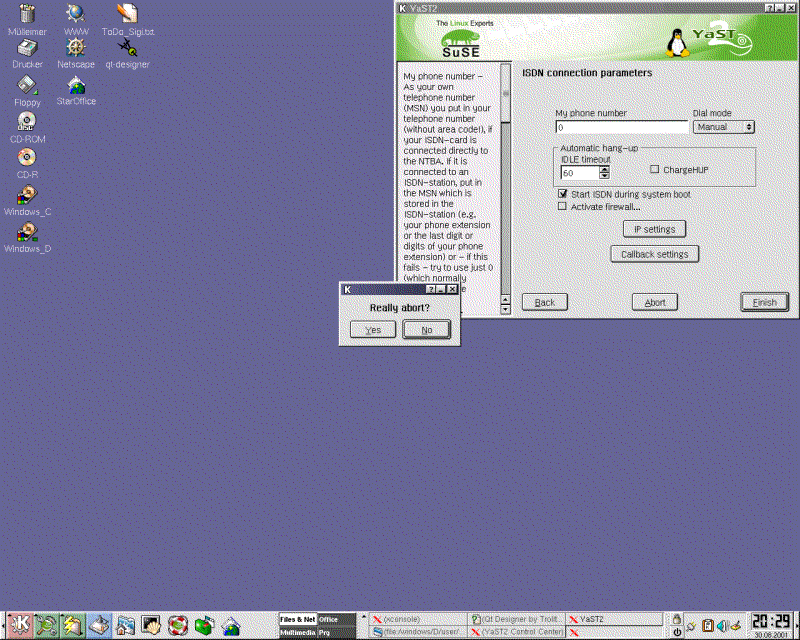 Mülleimer
WWW
ToDo_Sigi.txt
Drucker
Netscape
qt-designer
Floppy
StarOffice
CD-ROM
CD-R
Windows_C
Windows_D
YaST2
The Linux Experts
SuSE
YaST
2
My phone number –
As your own
telephone number
(MSN) you put in your
telephone number
(without area code!), if
your ISDN-card is
connected directly to
the NTBA. If it is
connected to an
ISDN-station, put in
the MSN which is
stored in the
ISDN-station (e.g.
your phone extension
or the last digit or
digits of your phone
extension) or – if this
fails – try to use just 0
(which normally
ISDN connection parameters
My phone number
Dial mode
0
Manual
Automatic hang-up
IDLE timeout
60
ChargeHUP
Start ISDN during system boot
Activate firewall...
IP settings
Callback settings
Back
Abort
Finish
Really abort?
Yes
No
Files & Net
Office
Multimedia
Prg
(xconsole)
(Qt Designer by Trollt...
YaST2
(file:/windows/D/user/...
(YaST2 Control Center)
20:29
30.08.2001